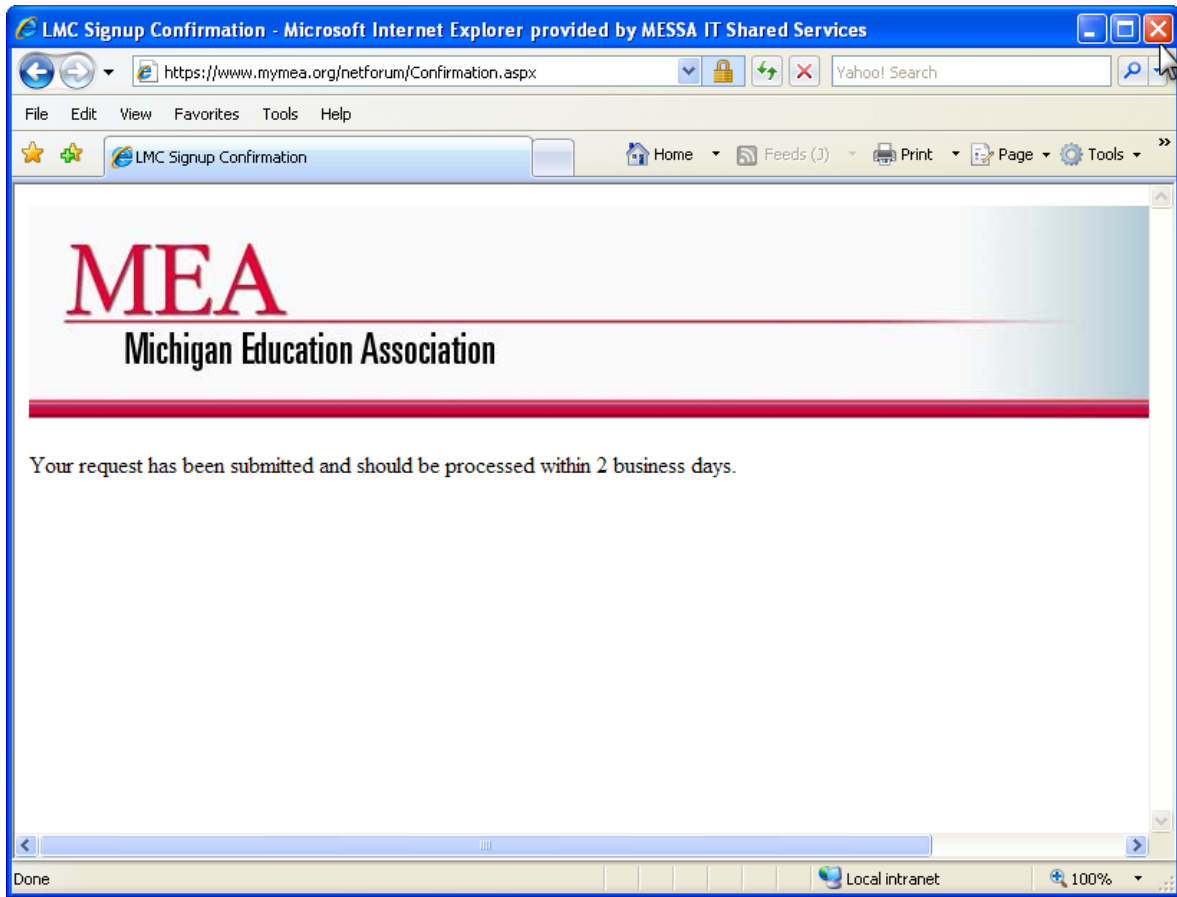 LMC Signup Confirmation - Microsoft Internet Explorer provided by MESSA IT Shared Services
https://www.mymea.org/netforum/Confirmation.aspx Yahoo! Search
File Edit View Favorites Tools Help
LMC Signup Confirmation Home Feeds (J) Print Page Tools »
MEA
Michigan Education Association
Your request has been submitted and should be processed within 2 business days.
Done Local intranet 100%